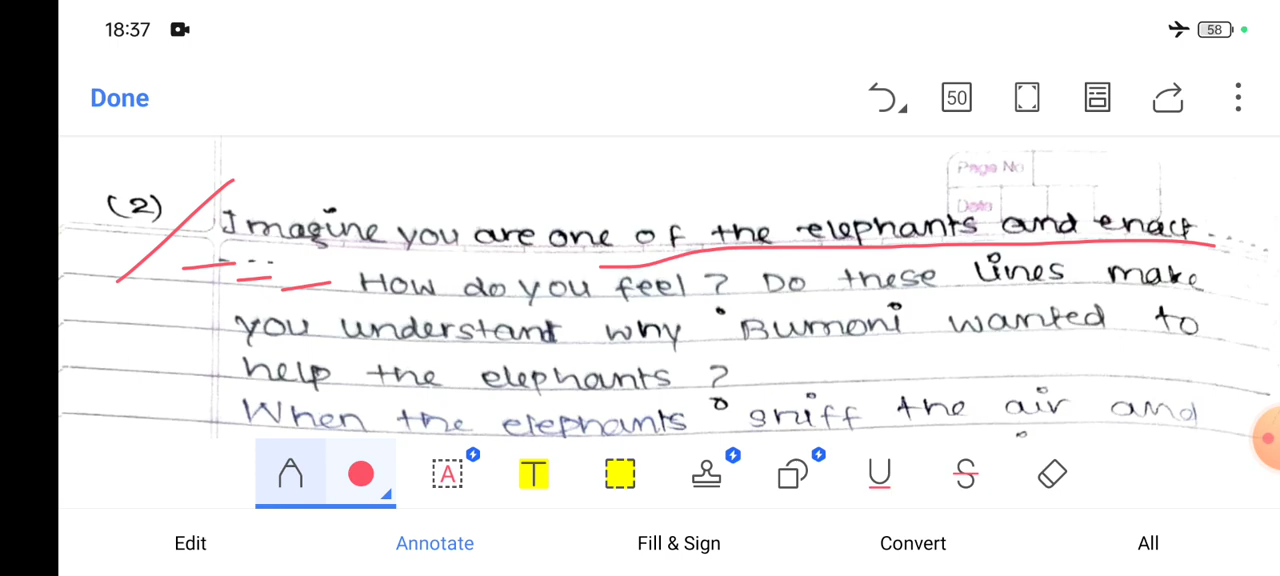 18:37 58
Done 50
Page No
(2)
Date
Imagine you are one of the elephants and enact.....
---
How do you feel? Do these lines make
you understant why Bumoni wanted to
help the elephants ?
When the elephants sniff the air and
A A T U S
Edit Annotate Fill & Sign Convert All